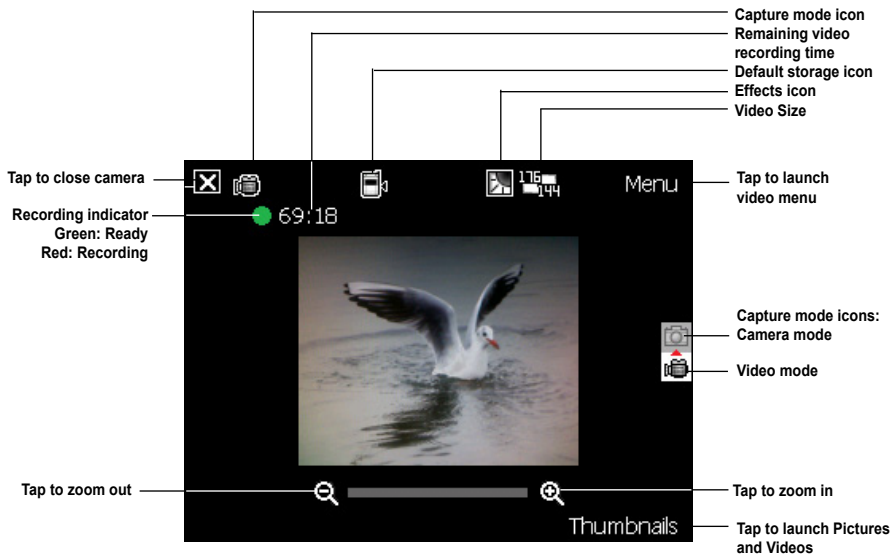 Capture mode icon
Remaining video
recording time
Default storage icon
Effects icon
Video Size
Tap to close camera
Recording indicator
Green: Ready
Red: Recording
176
144
Menu
69:18
Tap to launch
video menu
Capture mode icons:
Camera mode
Video mode
Tap to zoom out
Tap to zoom in
Thumbnails
Tap to launch Pictures
and Videos